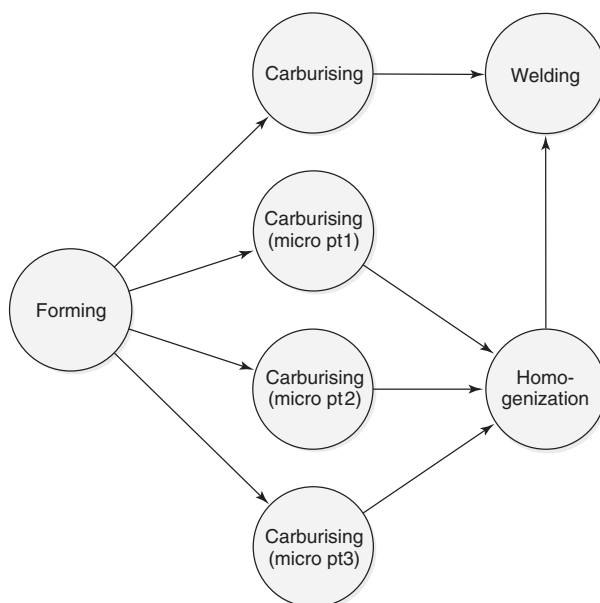 Carburising
Welding
Carburising
(micro pt1)
Forming
Carburising
(micro pt2)
Homo-
genization
Carburising
(micro pt3)